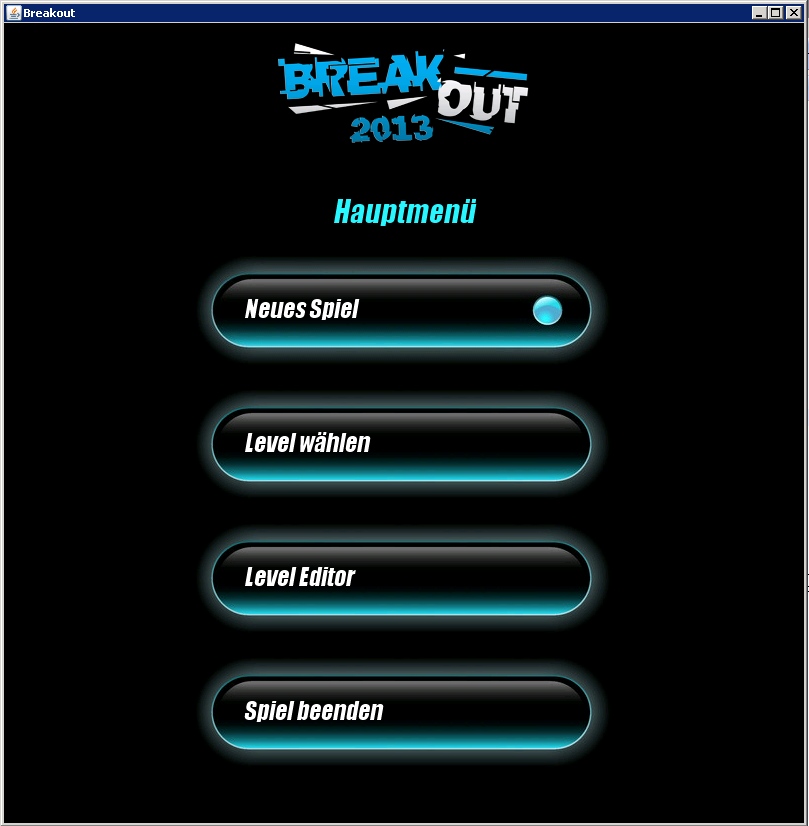 Breakout
BREAK
OUT
2013
Hauptmenü
Neues Spiel
Level wählen
Level Editor
Spiel beenden